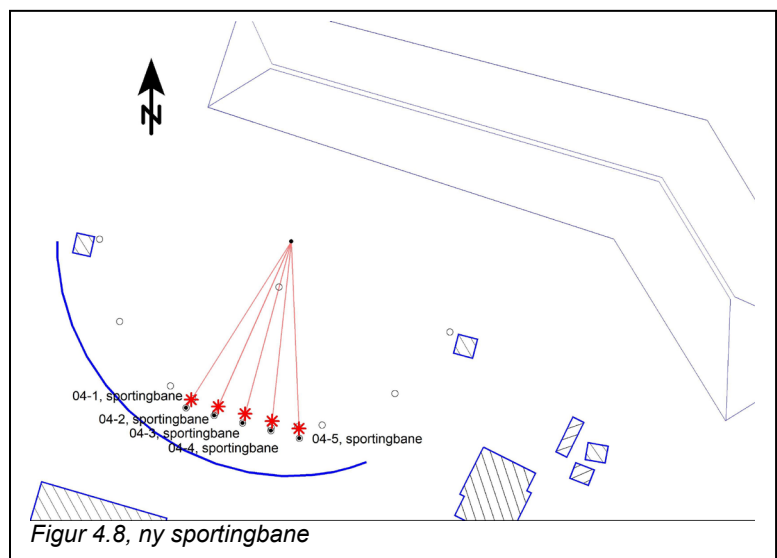 N
04-1, sportingbane
04-2, sportingbane
04-3, sportingbane
04-4, sportingbane
04-5, sportingbane
Figur 4.8, ny sportingbane